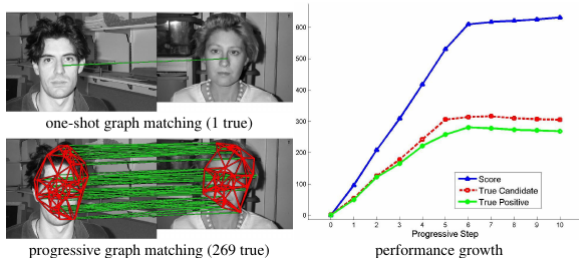 one-shot graph matching (1 true)
progressive graph matching (269 true)
600
500
400
300
200
100
0
0 1 2 3 4 5 6 7 8 9 10
Progressive Step
Score
True Candidate
True Positive
performance growth